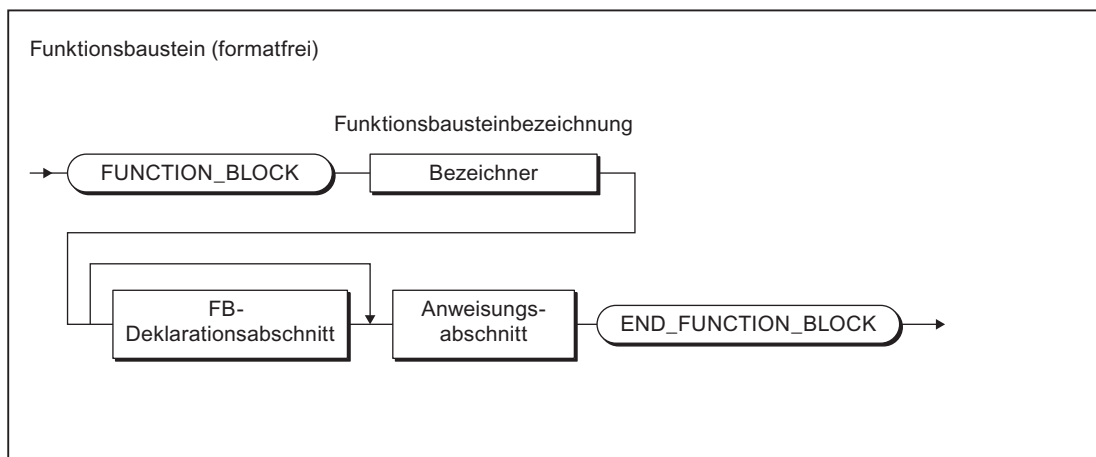 Funktionsbaustein (formatfrei)
Funktionsbausteinbezeichnung
FUNCTION_BLOCK
Bezeichner
FB-
Deklarationsabschnitt
Anweisungs-
abschnitt
END_FUNCTION_BLOCK